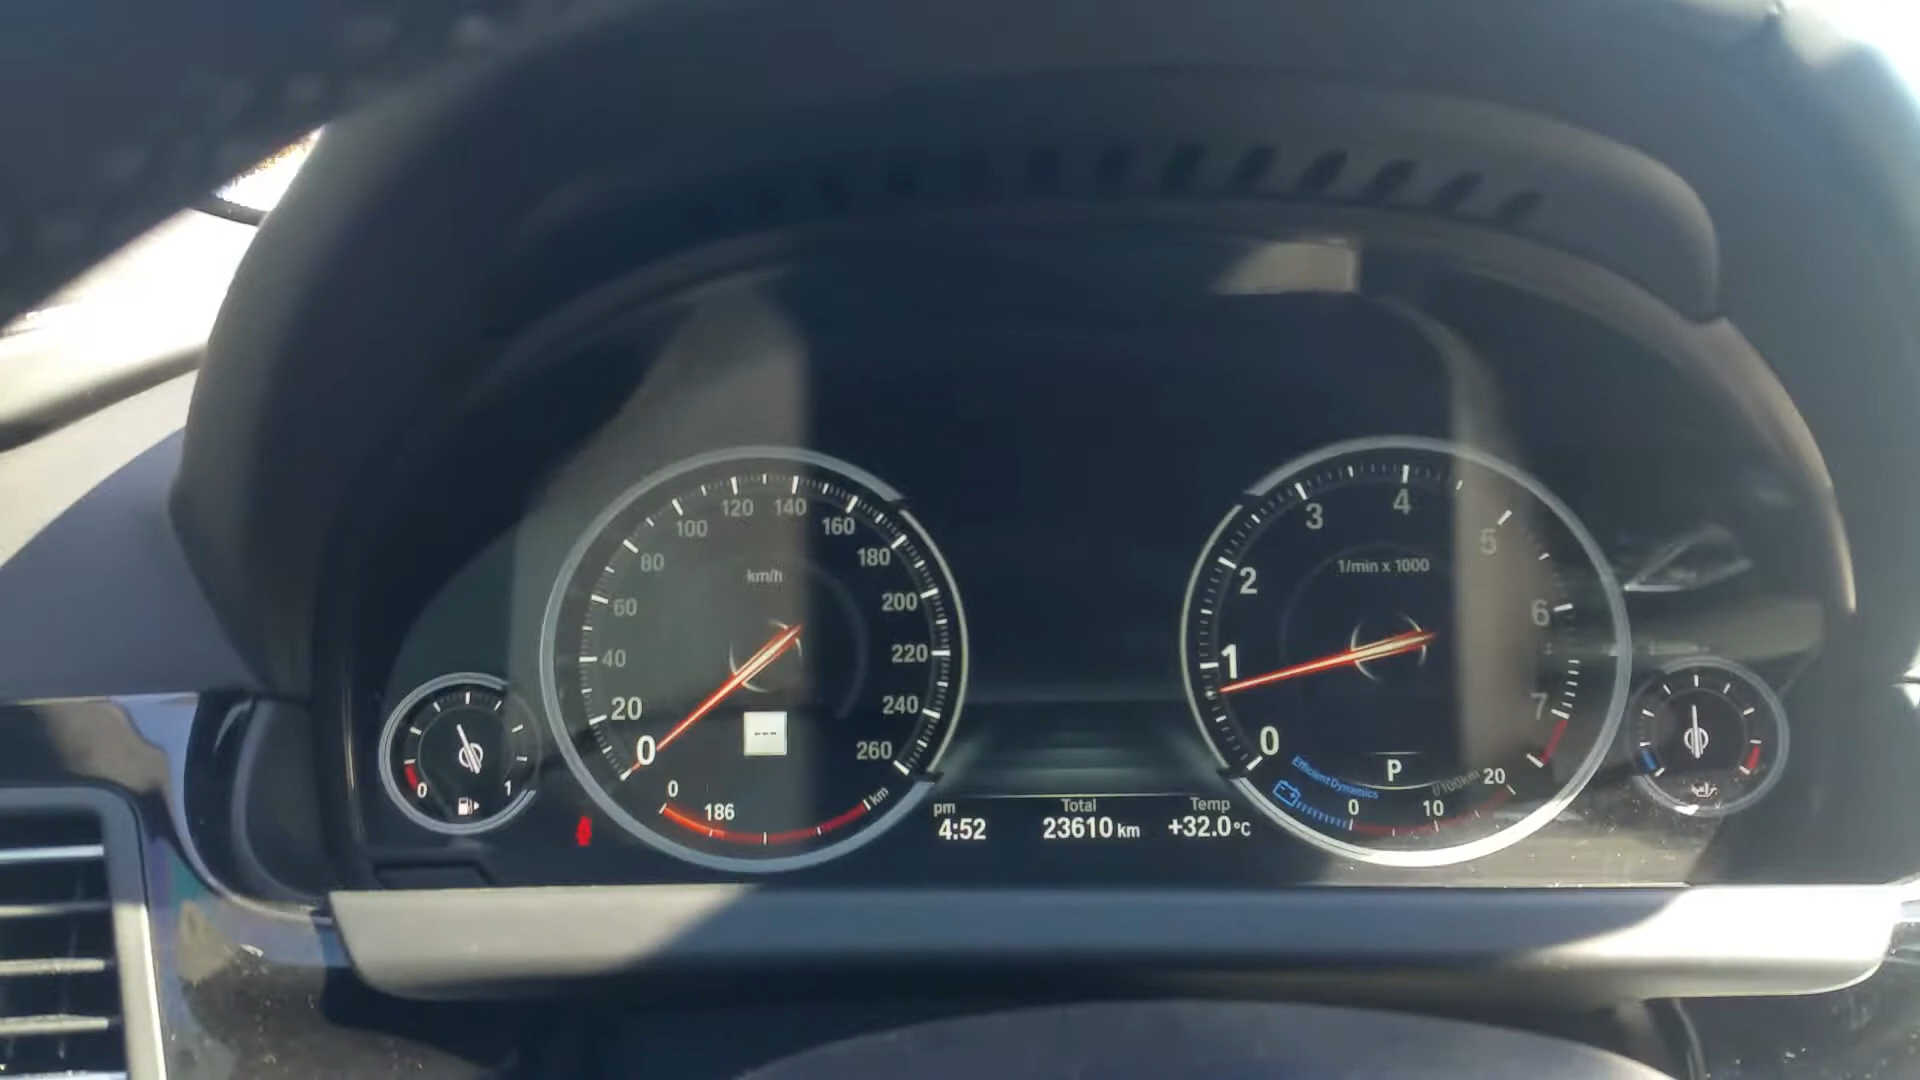 0 1
0 20 40 60 80 100 120 140 160 180 200 220 240 260
km/h
---
0 186 km
pm
4:52
Total
23610 km
Temp
+32.0°C
0 1 2 3 4 5 6 7
1/min x 1000
P
Efficient Dynamics
0 10 20
l/100km